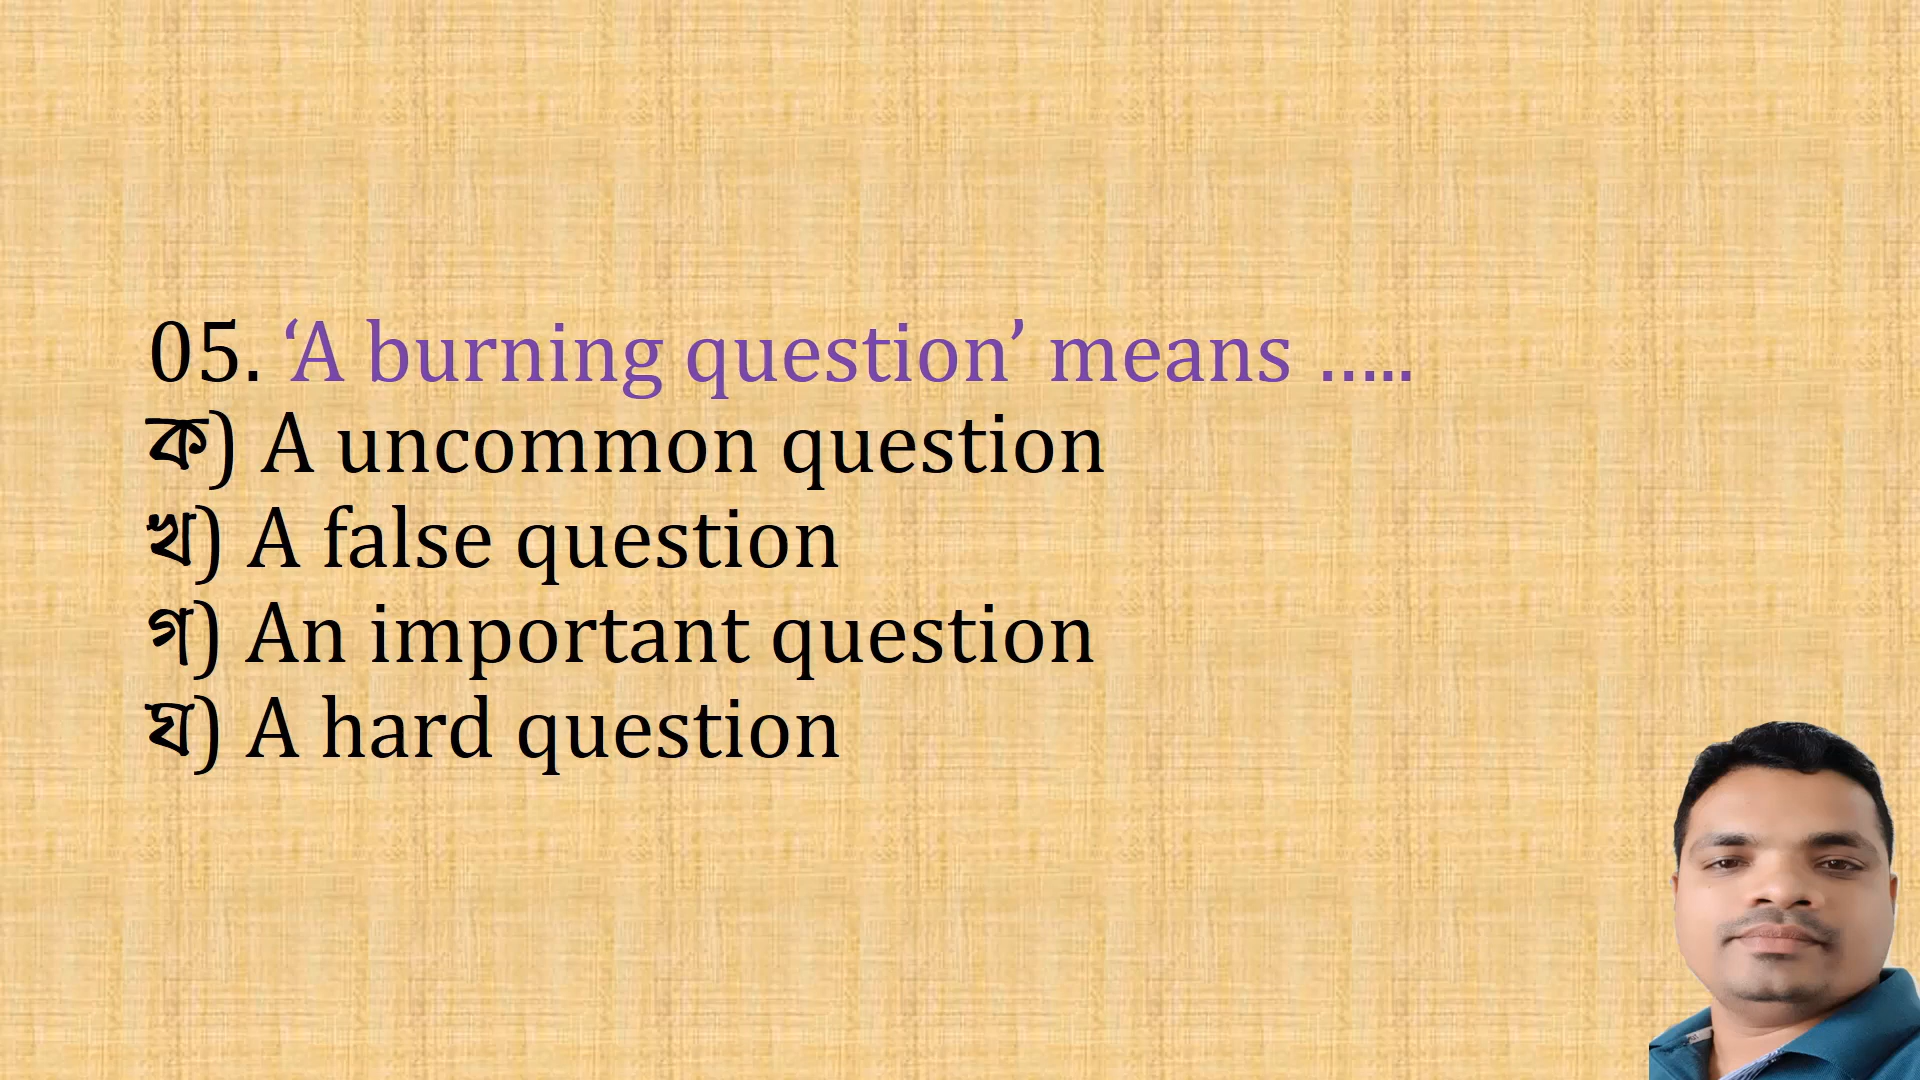 05. ‘A burning question’ means …..
ক) A uncommon question
খ) A false question
গ) An important question
ঘ) A hard question